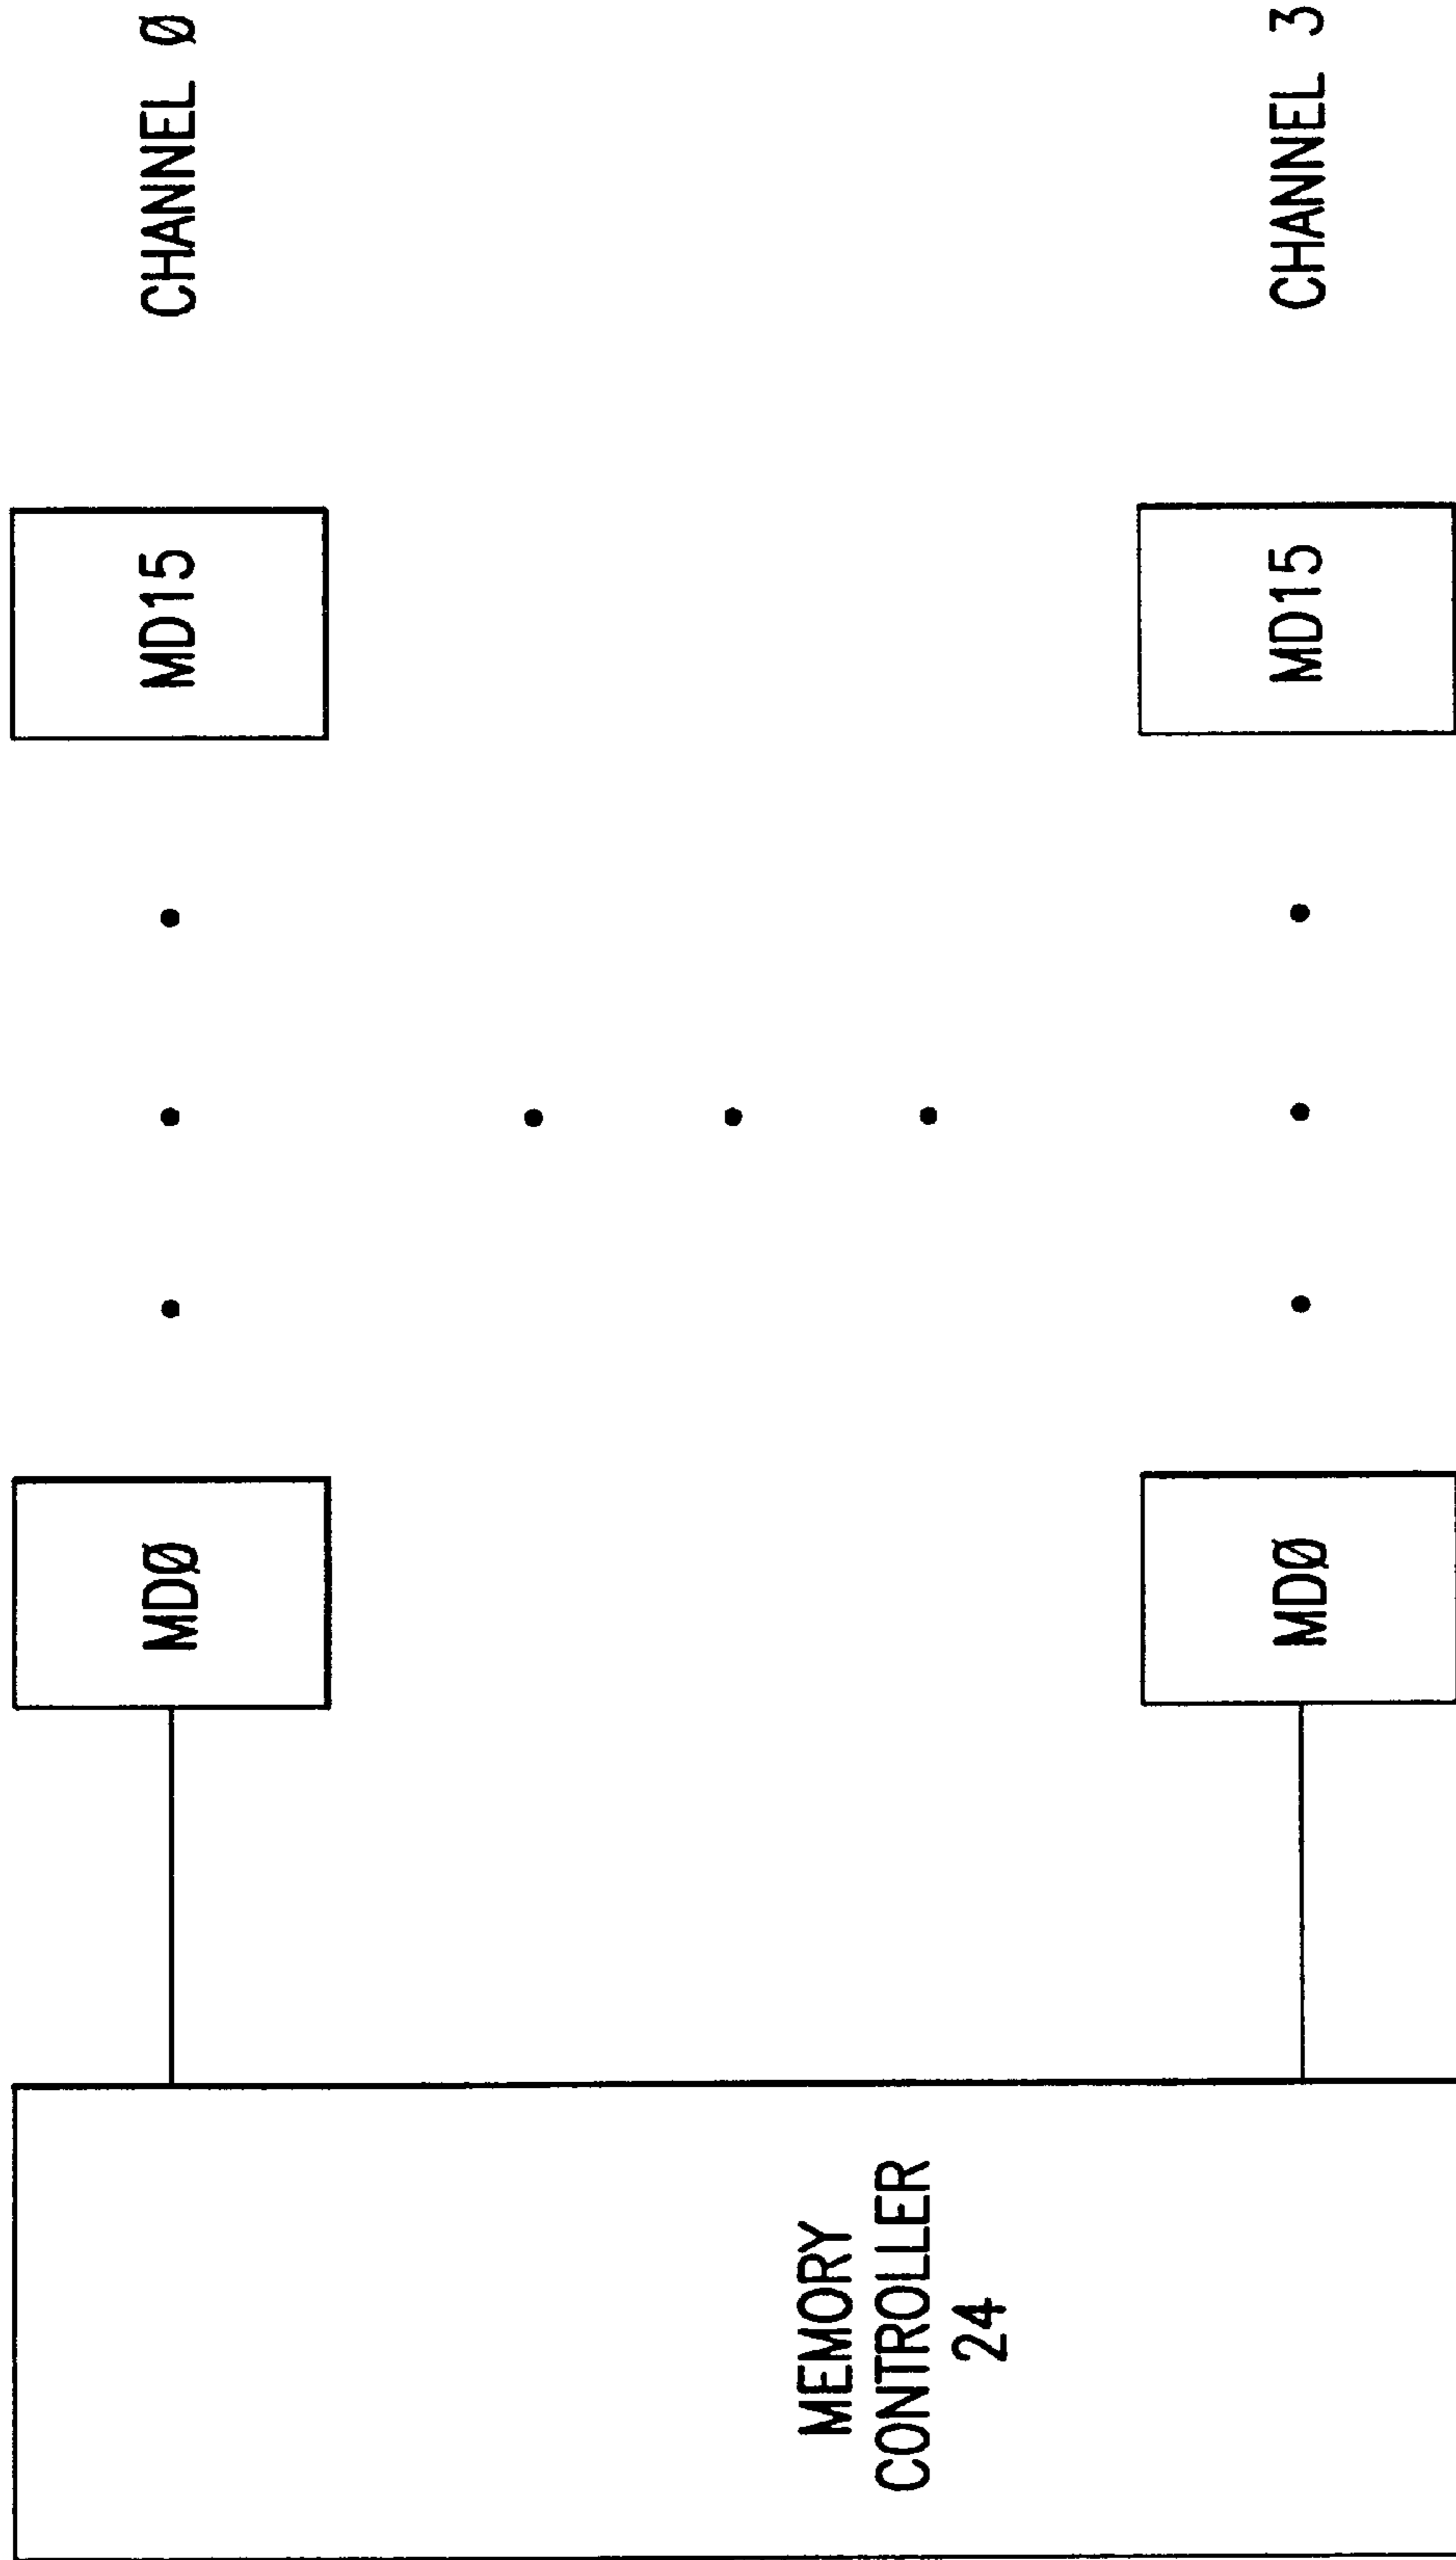 MEMORY
CONTROLLER
24
MDØ
MD15
CHANNEL Ø
MDØ
MD15
CHANNEL 3